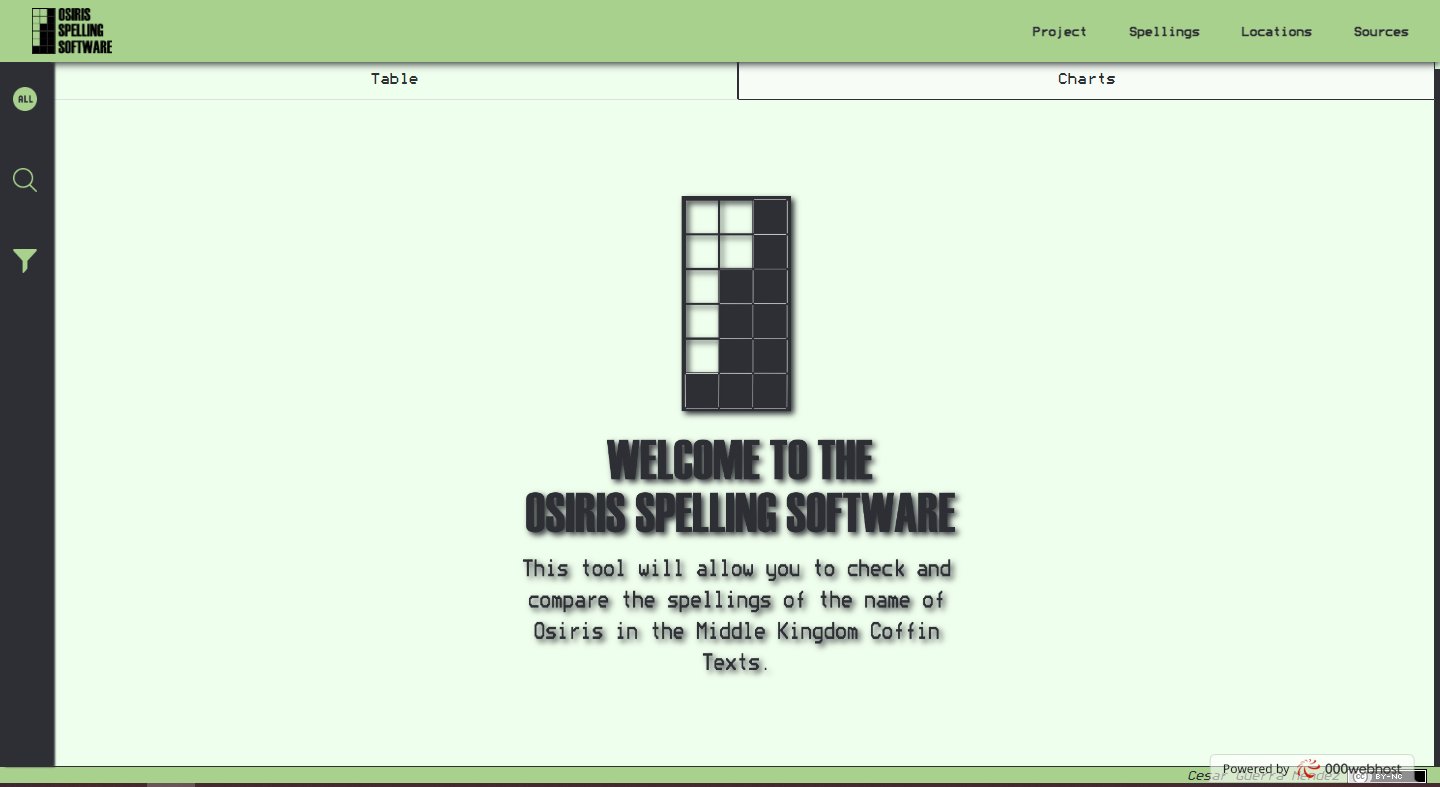 OSIRIS
SPELLING
SOFTWARE
Project Spellings Locations Sources
Table Charts
ALL
WELCOME TO THE
OSIRIS SPELLING SOFTWARE
This tool will allow you to check and
compare the spellings of the name of
Osiris in the Middle Kingdom Coffin
Texts.
Powered by 000webhost
Cesar Guerra Méndez cc BY-NC